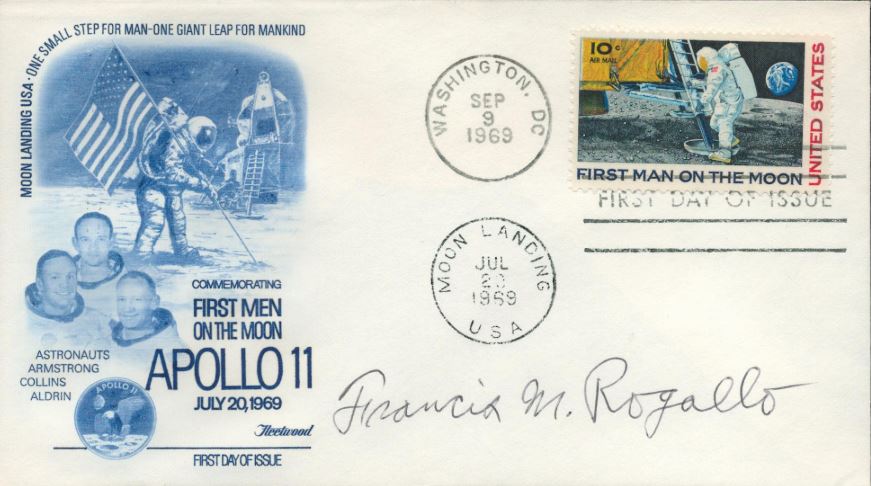 MOON LANDING USA · ONE SMALL STEP FOR MAN-ONE GIANT LEAP FOR MANKIND
COMMEMORATING
FIRST MEN
ON THE MOON
APOLLO 11
JULY 20, 1969
ASTRONAUTS
ARMSTRONG
COLLINS
ALDRIN
APOLLO 11
Fleetwood
FIRST DAY OF ISSUE
WASHINGTON, DC
SEP
9
1969
MOON LANDING
JUL
20
1969
USA
10c
AIR MAIL
UNITED STATES
FIRST MAN ON THE MOON
FIRST DAY OF ISSUE
Francis M. Rogallo